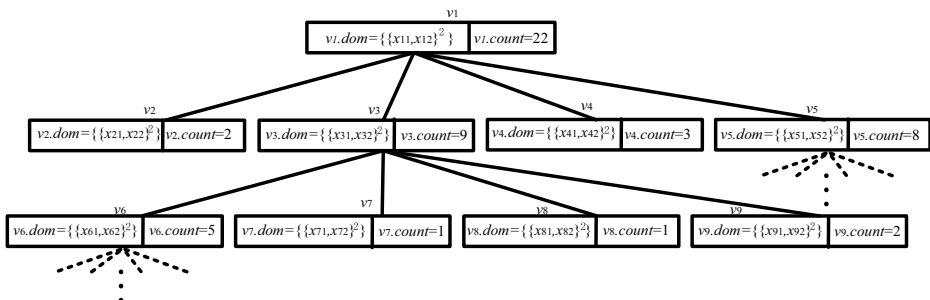 v1
v1.dom={{x11,x12}²} v1.count=22
v2 v3 v4 v5
v2.dom={{x21,x22}²} v2.count=2 v3.dom={{x31,x32}²} v3.count=9 v4.dom={{x41,x42}²} v4.count=3 v5.dom={{x51,x52}²} v5.count=8
v6 v7 v8 v9
v6.dom={{x61,x62}²} v6.count=5 v7.dom={{x71,x72}²} v7.count=1 v8.dom={{x81,x82}²} v8.count=1 v9.dom={{x91,x92}²} v9.count=2